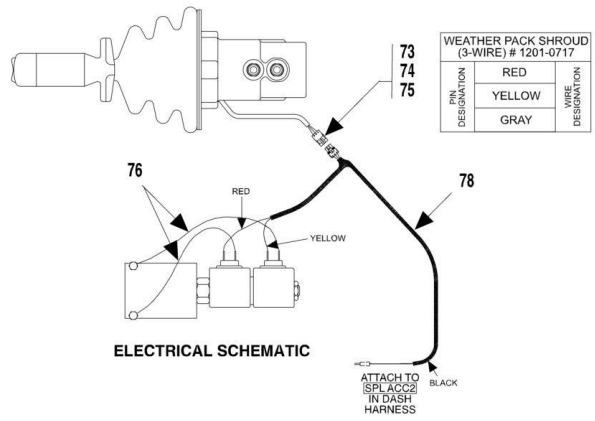 73
74
75
WEATHER PACK SHROUD
(3-WIRE) # 1201-0717
PIN DESIGNATION
RED
YELLOW
GRAY
WIRE DESIGNATION
76
78
RED
YELLOW
ELECTRICAL SCHEMATIC
ATTACH TO
SPL ACC2
IN DASH
HARNESS
BLACK